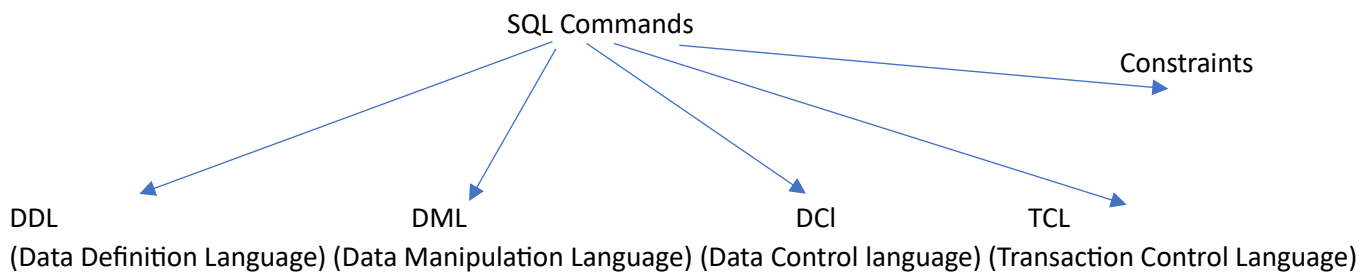 SQL Commands
Constraints
DDL DML DCl TCL
(Data Definition Language) (Data Manipulation Language) (Data Control language) (Transaction Control Language)